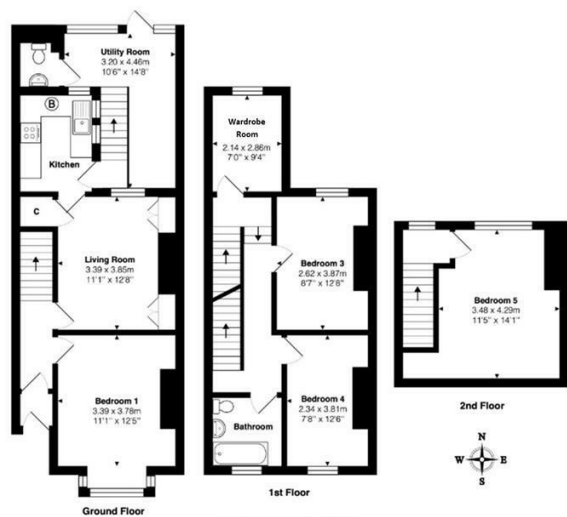 Utility Room
3.20 x 4.46m
10'6" x 14'8"
B
Kitchen
C
Living Room
3.39 x 3.85m
11'1" x 12'8"
Bedroom 1
3.39 x 3.78m
11'1" x 12'5"
Ground Floor
Wardrobe
Room
2.14 x 2.86m
7'0" x 9'4"
Bedroom 3
2.62 x 3.87m
8'7" x 12'8"
Bedroom 4
2.34 x 3.81m
7'8" x 12'6"
Bathroom
1st Floor
Bedroom 5
3.48 x 4.29m
11'5" x 14'1"
2nd Floor
N
W E
S